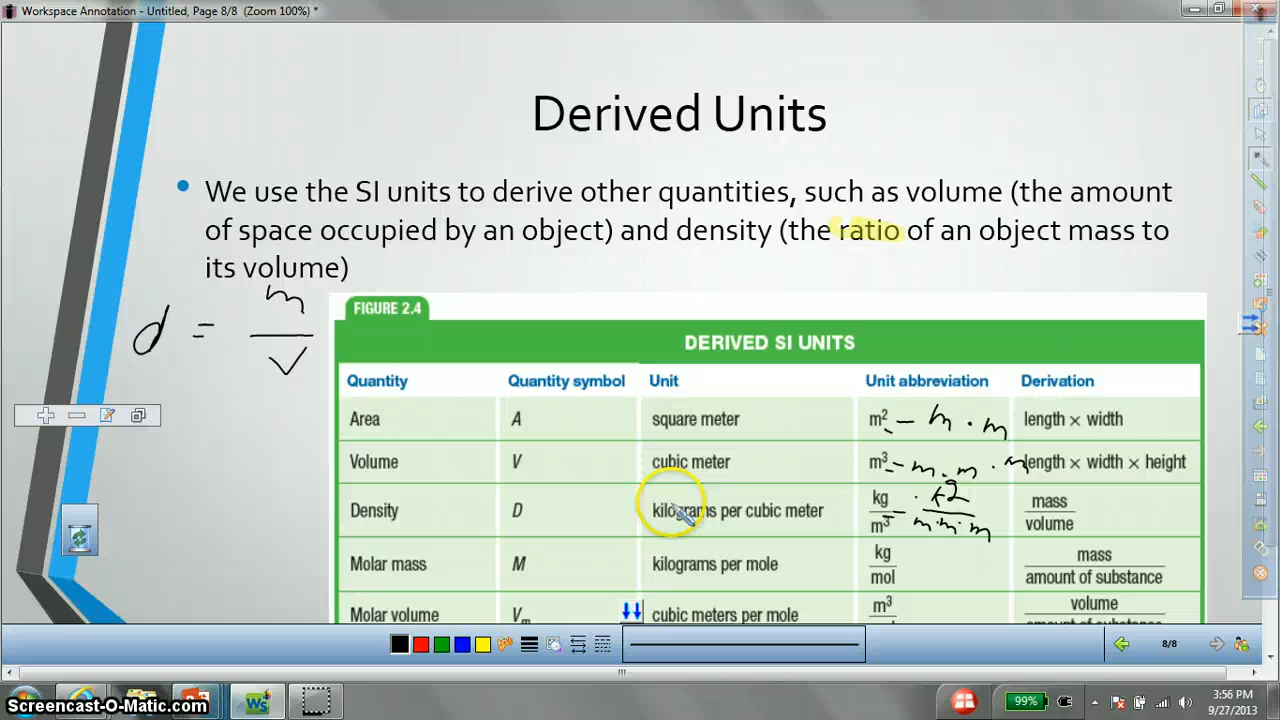 Workspace Annotation - Untitled, Page 8/8 (Zoom 100%) *
Derived Units
• We use the SI units to derive other quantities, such as volume (the amount
of space occupied by an object) and density (the ratio of an object mass to
its volume)
d = m
V
FIGURE 2.4
DERIVED SI UNITS
Quantity Quantity symbol Unit Unit abbreviation Derivation
Area A square meter m² – m · m length × width
Volume V cubic meter m³ – m · m · m length × width × height
Density D kilograms per cubic meter kg/m³ – kg/m·m·m mass/volume
Molar mass M kilograms per mole kg/mol mass/amount of substance
Molar volume Vm cubic meters per mole m³ volume
8/8
99%
3:56 PM
9/27/2013
Screencast-O-Matic.com